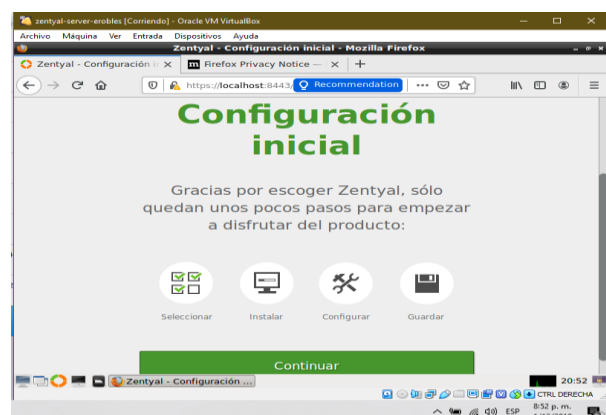 zentyal-server-erobles [Corriendo] - Oracle VM VirtualBox
Archivo Máquina Ver Entrada Dispositivos Ayuda
Zentyal - Configuración inicial - Mozilla Firefox
Zentyal - Configuración
Firefox Privacy Notice —
https://localhost:8443/
Recommendation
Configuración
inicial
Gracias por escoger Zentyal, sólo
quedan unos pocos pasos para empezar
a disfrutar del producto:
Seleccionar Instalar Configurar Guardar
Continuar
Zentyal - Configuración ...
20:52
CTRL DERECHA
ESP
8:52 p. m.